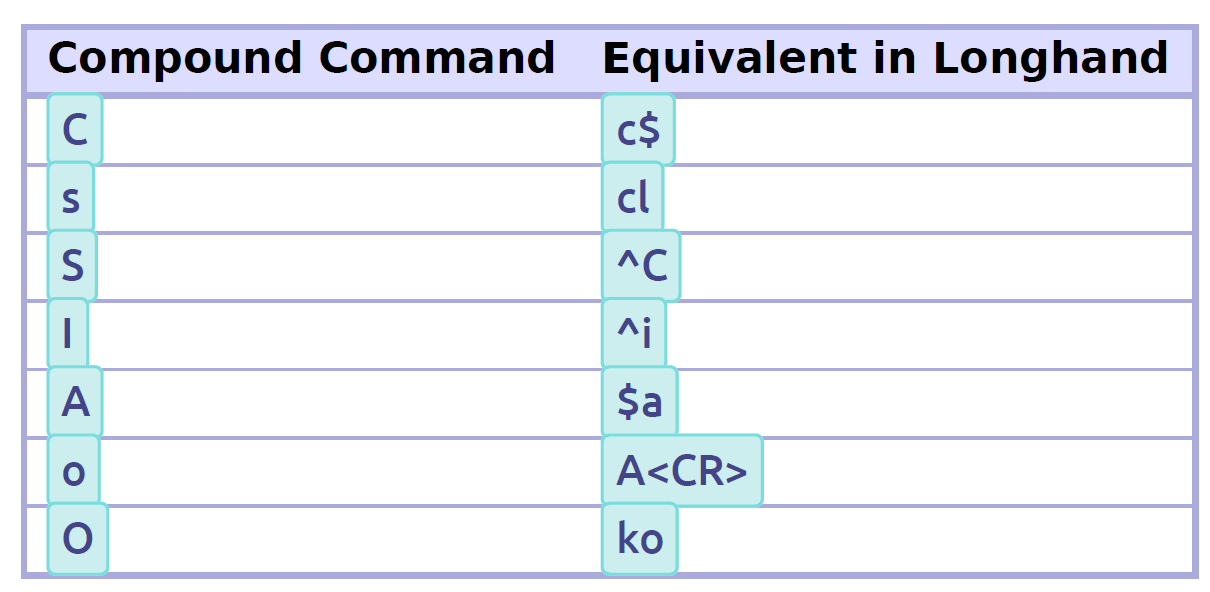 Compound Command Equivalent in Longhand
C c$
s cl
S ^C
I ^i
A $a
o A<CR>
O ko